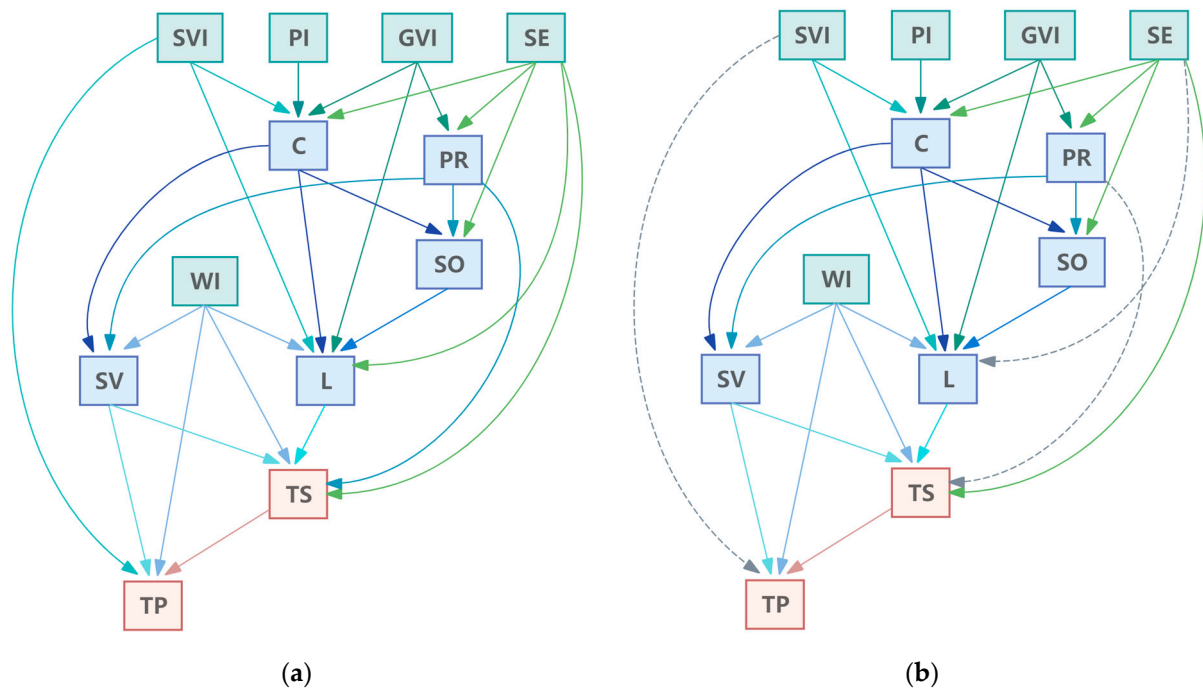 SVI PI GVI SE SVI PI GVI SE
C PR C PR
SO SO
WI WI
SV L SV L
TS TS
TP TP
(a) (b)